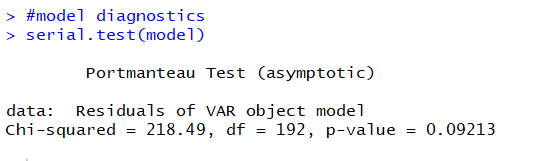 > #model diagnostics
> serial.test(model)
Portmanteau Test (asymptotic)
data:  Residuals of VAR object model
Chi-squared = 218.49, df = 192, p-value = 0.09213